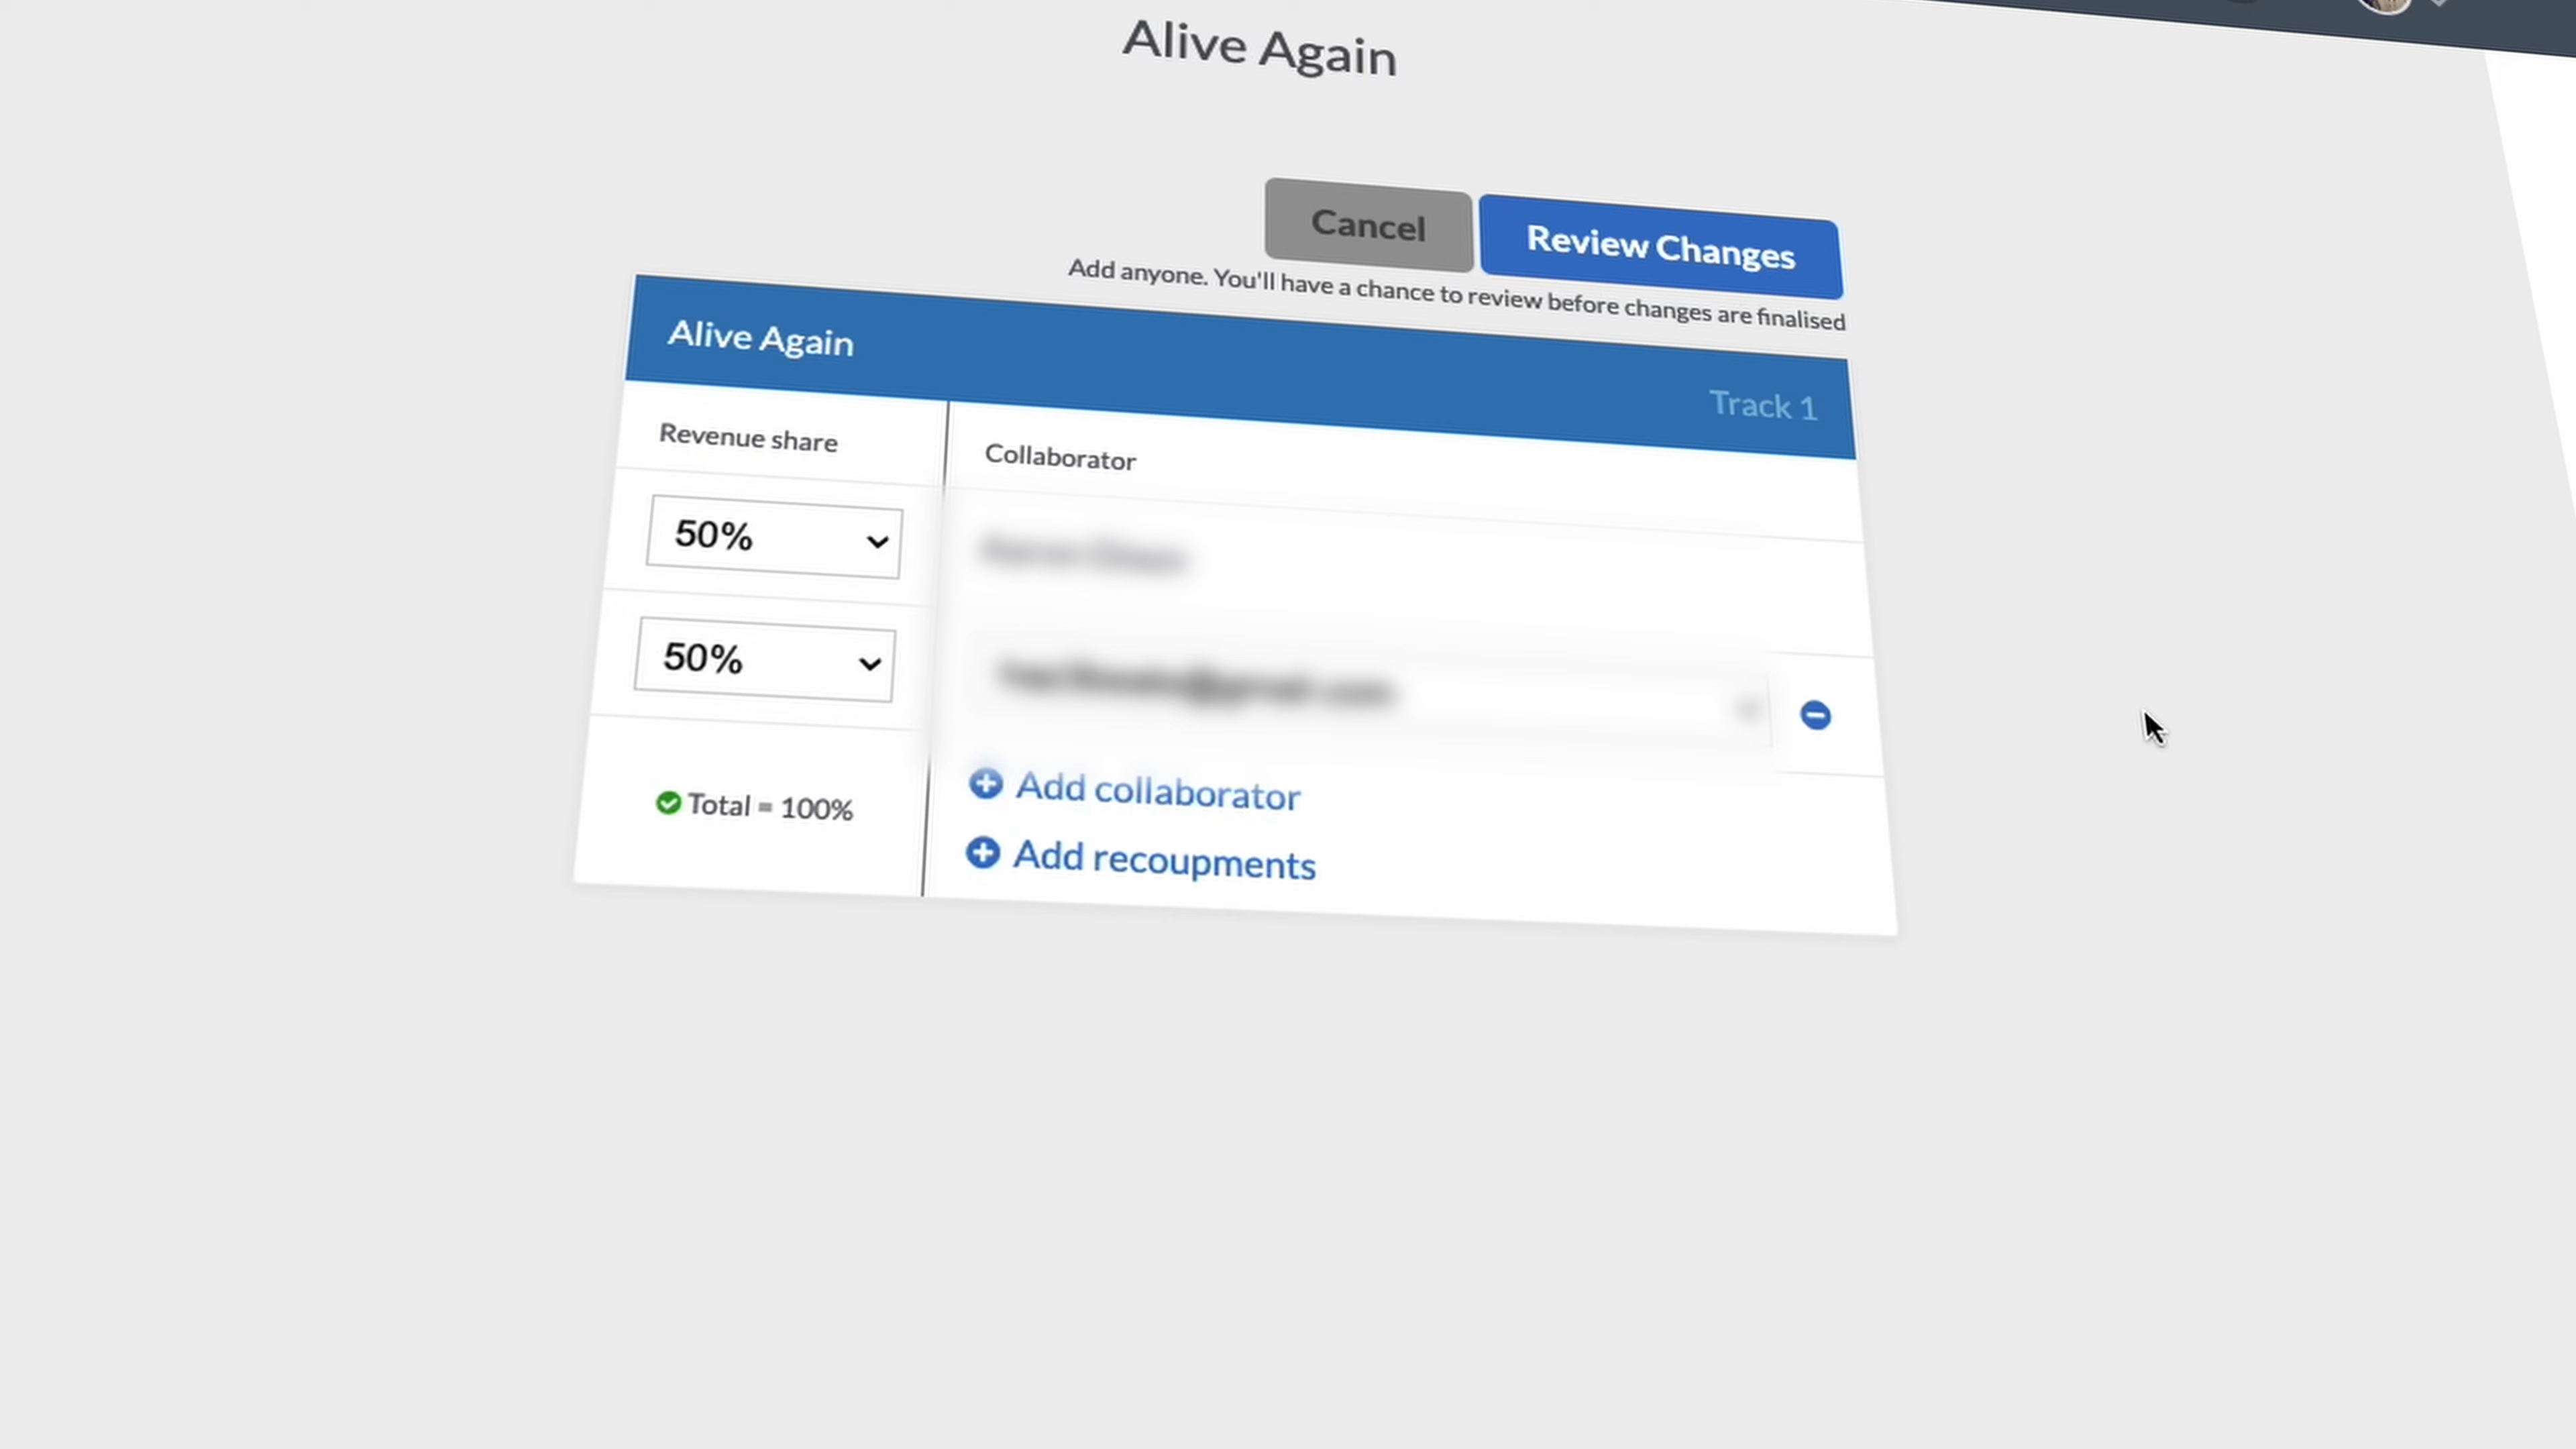 Alive Again
Cancel
Review Changes
Add anyone. You'll have a chance to review before changes are finalised
Alive Again
Track 1
Revenue share
Collaborator
50%
50%
Total = 100%
Add collaborator
Add recoupments